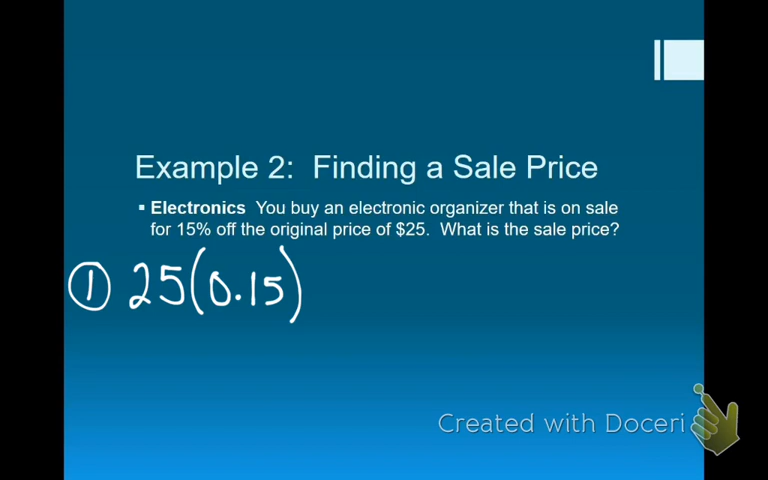 Example 2:  Finding a Sale Price
▪ Electronics  You buy an electronic organizer that is on sale
for 15% off the original price of $25.  What is the sale price?
① 25(0.15)
Created with Doceri